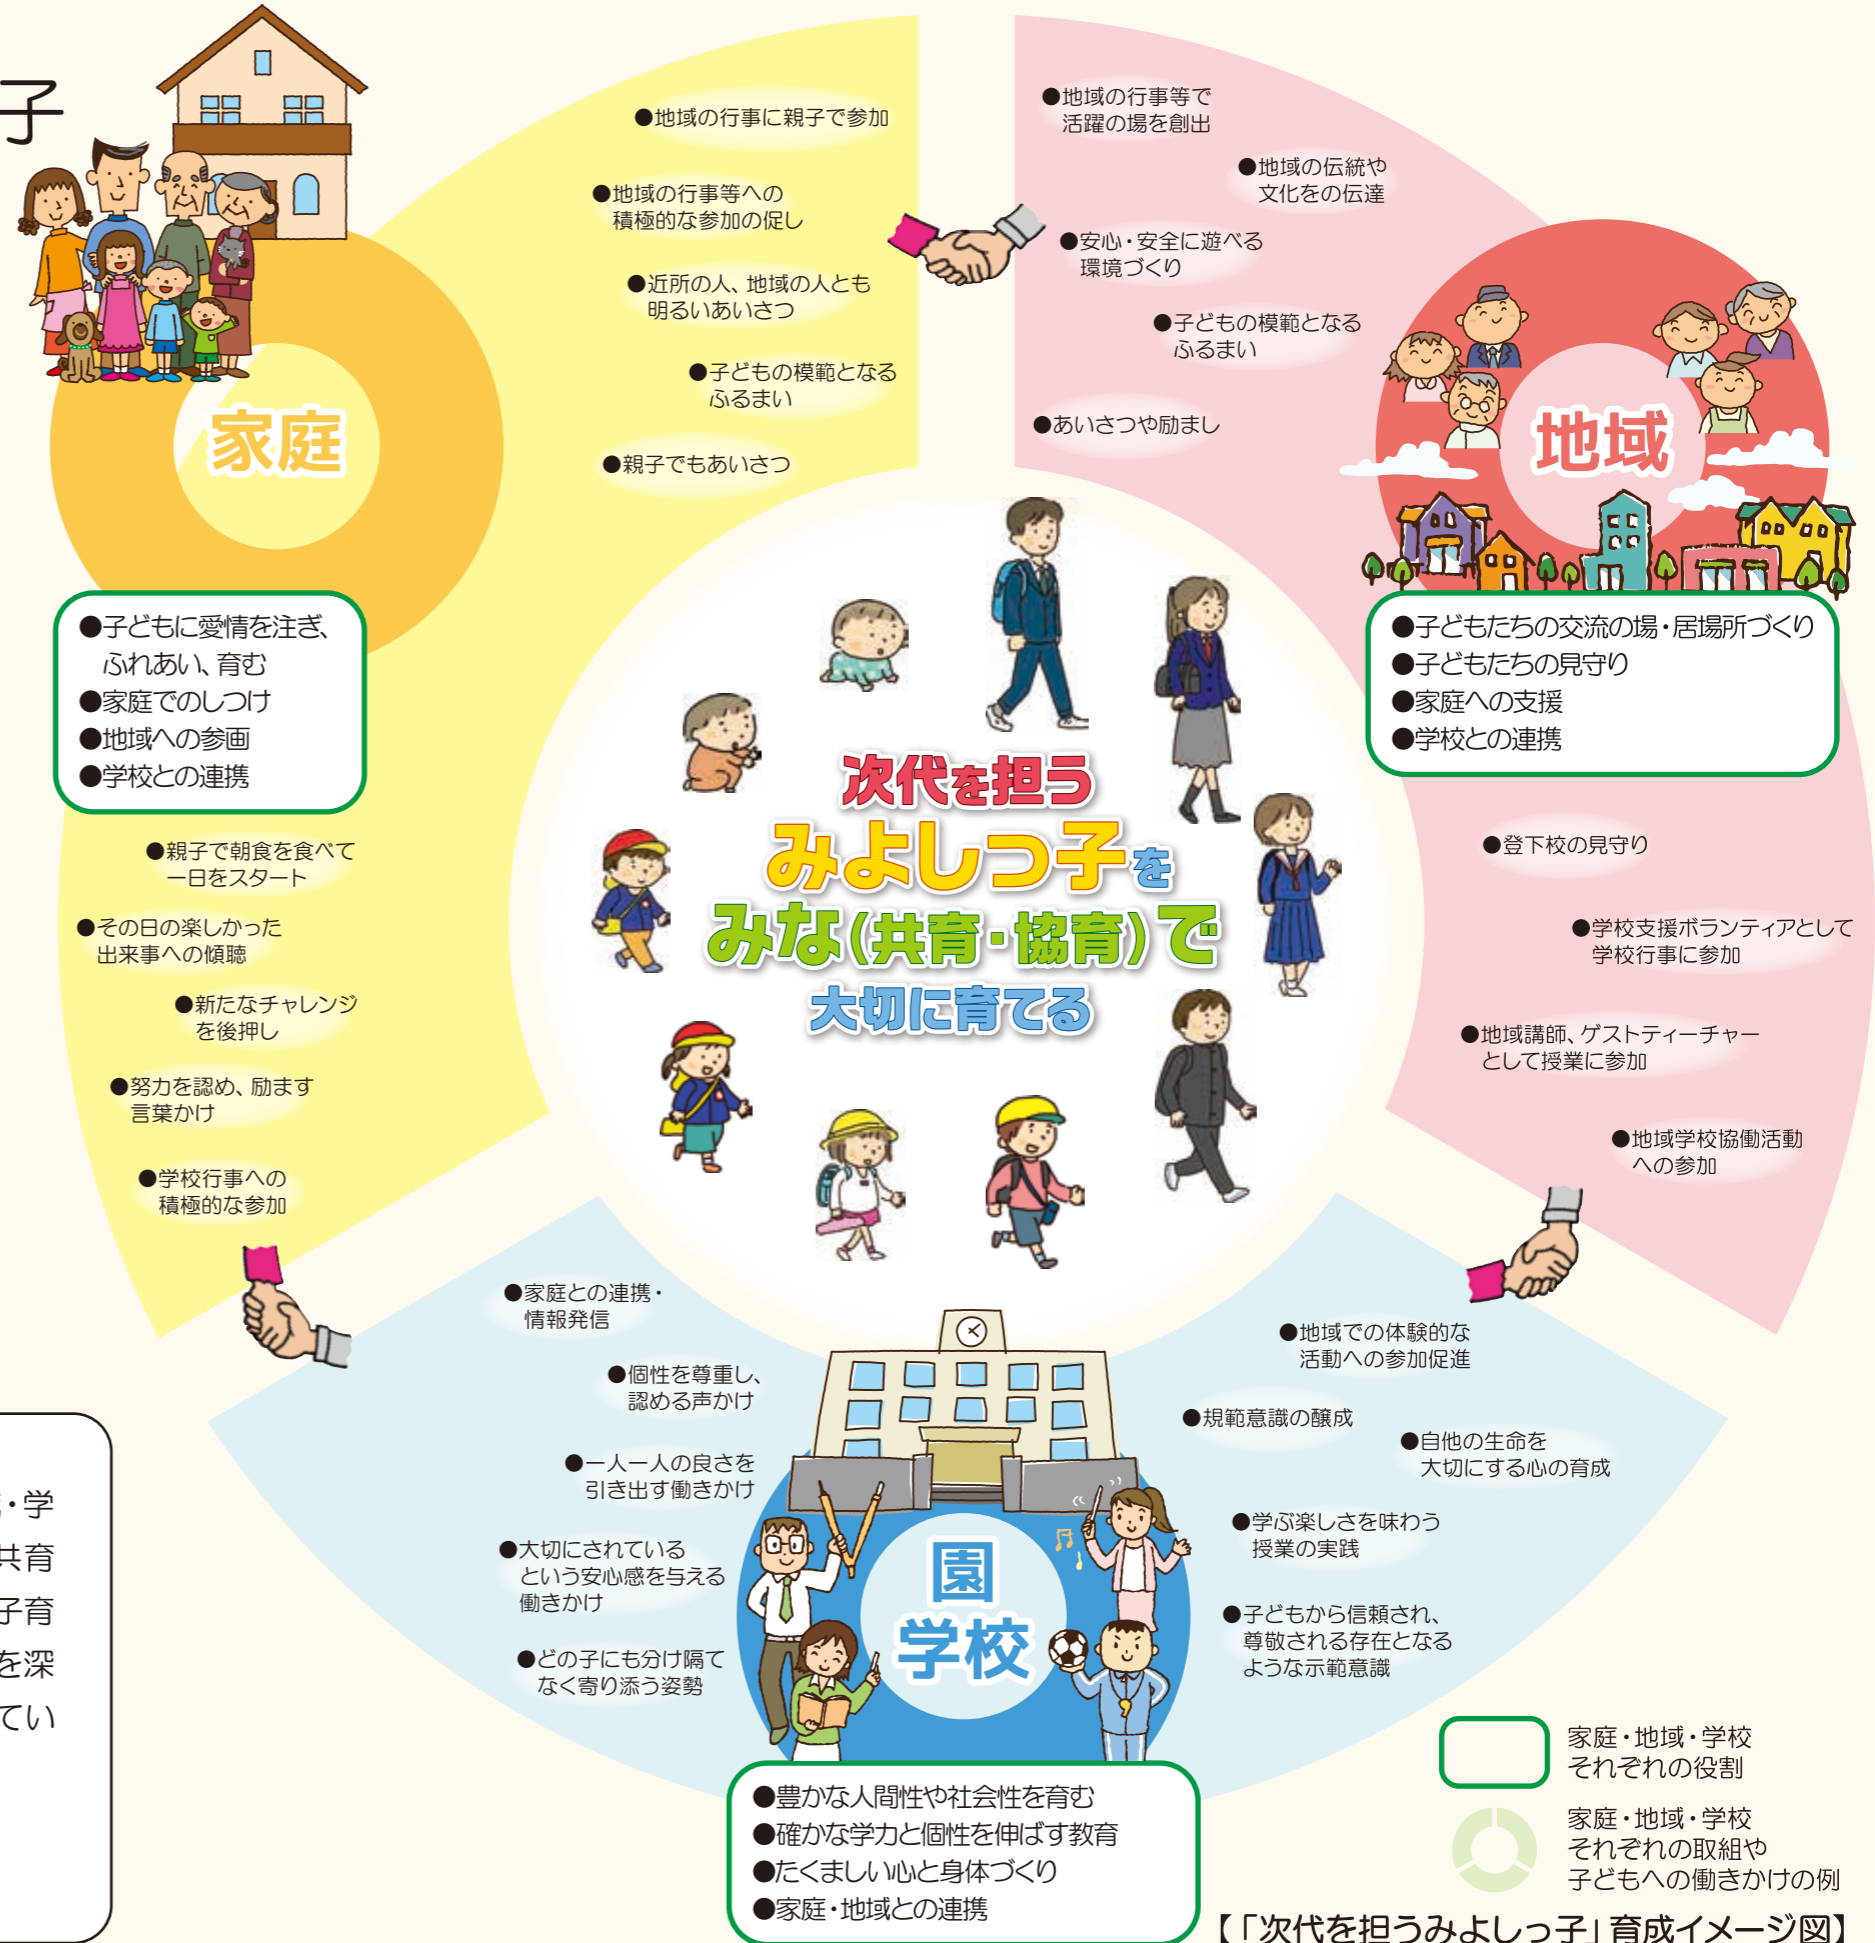 子
家庭
●子どもに愛情を注ぎ、
ふれあい、育む
●家庭でのしつけ
●地域への参画
●学校との連携
●地域の行事に親子で参加
●地域の行事等への
積極的な参加の促し
●近所の人、地域の人とも
明るいあいさつ
●子どもの模範となる
ふるまい
●親子でもあいさつ
●親子で朝食を食べて
一日をスタート
●その日の楽しかった
出来事への傾聴
●新たなチャレンジ
を後押し
●努力を認め、励ます
言葉かけ
●学校行事への
積極的な参加
●地域の行事等で
活躍の場を創出
●地域の伝統や
文化をの伝達
●安心・安全に遊べる
環境づくり
●子どもの模範となる
ふるまい
●あいさつや励まし
地域
●子どもたちの交流の場・居場所づくり
●子どもたちの見守り
●家庭への支援
●学校との連携
●登下校の見守り
●学校支援ボランティアとして
学校行事に参加
●地域講師、ゲストティーチャー
として授業に参加
●地域学校協働活動
への参加
次代を担う
みよしっ子を
みな(共育・協育)で
大切に育てる
●家庭との連携・
情報発信
●個性を尊重し、
認める声かけ
●一人一人の良さを
引き出す働きかけ
●大切にされている
という安心感を与える
働きかけ
●どの子にも分け隔て
なく寄り添う姿勢
●地域での体験的な
活動への参加促進
●規範意識の醸成
●自他の生命を
大切にする心の育成
●学ぶ楽しさを味わう
授業の実践
●子どもから信頼され、
尊敬される存在となる
ような示範意識
園
学校
●豊かな人間性や社会性を育む
●確かな学力と個性を伸ばす教育
●たくましい心と身体づくり
●家庭・地域との連携
・学
共育
子育
を深
てい
家庭・地域・学校
それぞれの役割
家庭・地域・学校
それぞれの取組や
子どもへの働きかけの例
【「次代を担うみよしっ子」育成イメージ図】